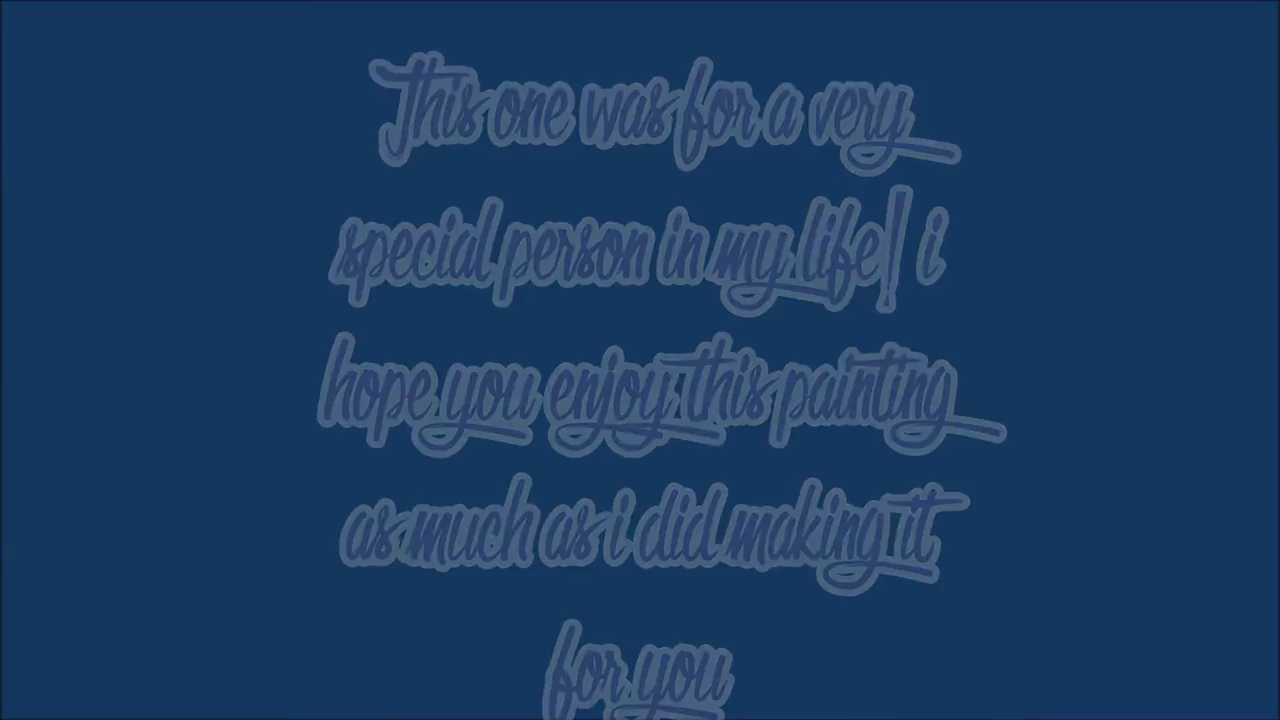 This one was for a very
special person in my life! i
hope you enjoy this painting
as much as i did making it
for you